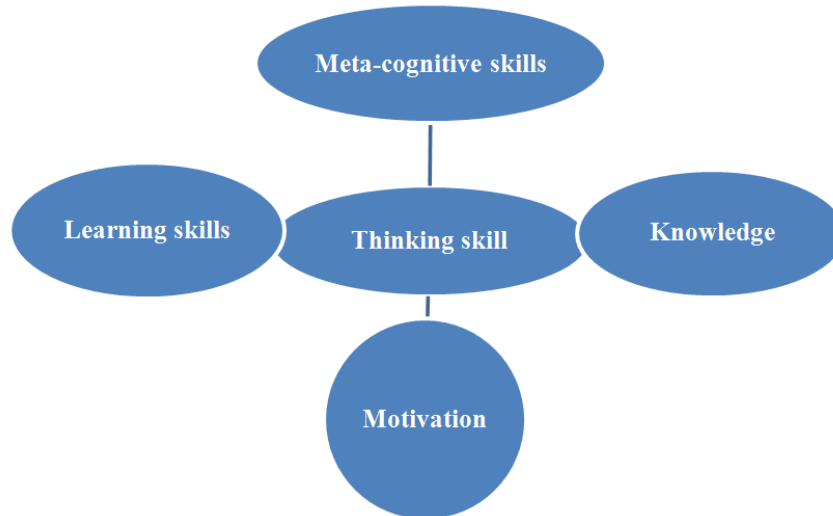 Meta-cognitive skills
Learning skills
Thinking skill
Knowledge
Motivation